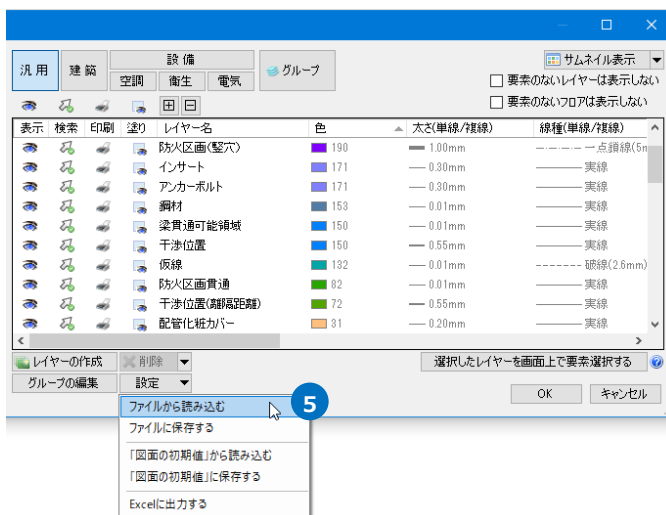 汎用
建築
設備
空調
衛生
電気
グループ
サムネイル表示
要素のないレイヤーは表示しない
要素のないフロアは表示しない
表示 検索 印刷 塗り レイヤー名 色 太さ(単線/複線) 線種(単線/複線)
防火区画(竪穴) 190 1.00mm 一点鎖線(5m
インサート 171 0.30mm 実線
アンカーボルト 171 0.30mm 実線
鋼材 153 0.01mm 実線
梁貫通可能領域 150 0.01mm 実線
干渉位置 150 0.55mm 実線
仮線 132 0.01mm 破線(2.6mm)
防火区画貫通 82 0.01mm 実線
干渉位置(離隔距離) 72 0.55mm 実線
配管化粧カバー 31 0.20mm 実線
レイヤーの作成 削除 選択したレイヤーを画面上で要素選択する
グループの編集 設定
OK キャンセル
ファイルから読み込む 5
ファイルに保存する
「図面の初期値」から読み込む
「図面の初期値」に保存する
Excelに出力する